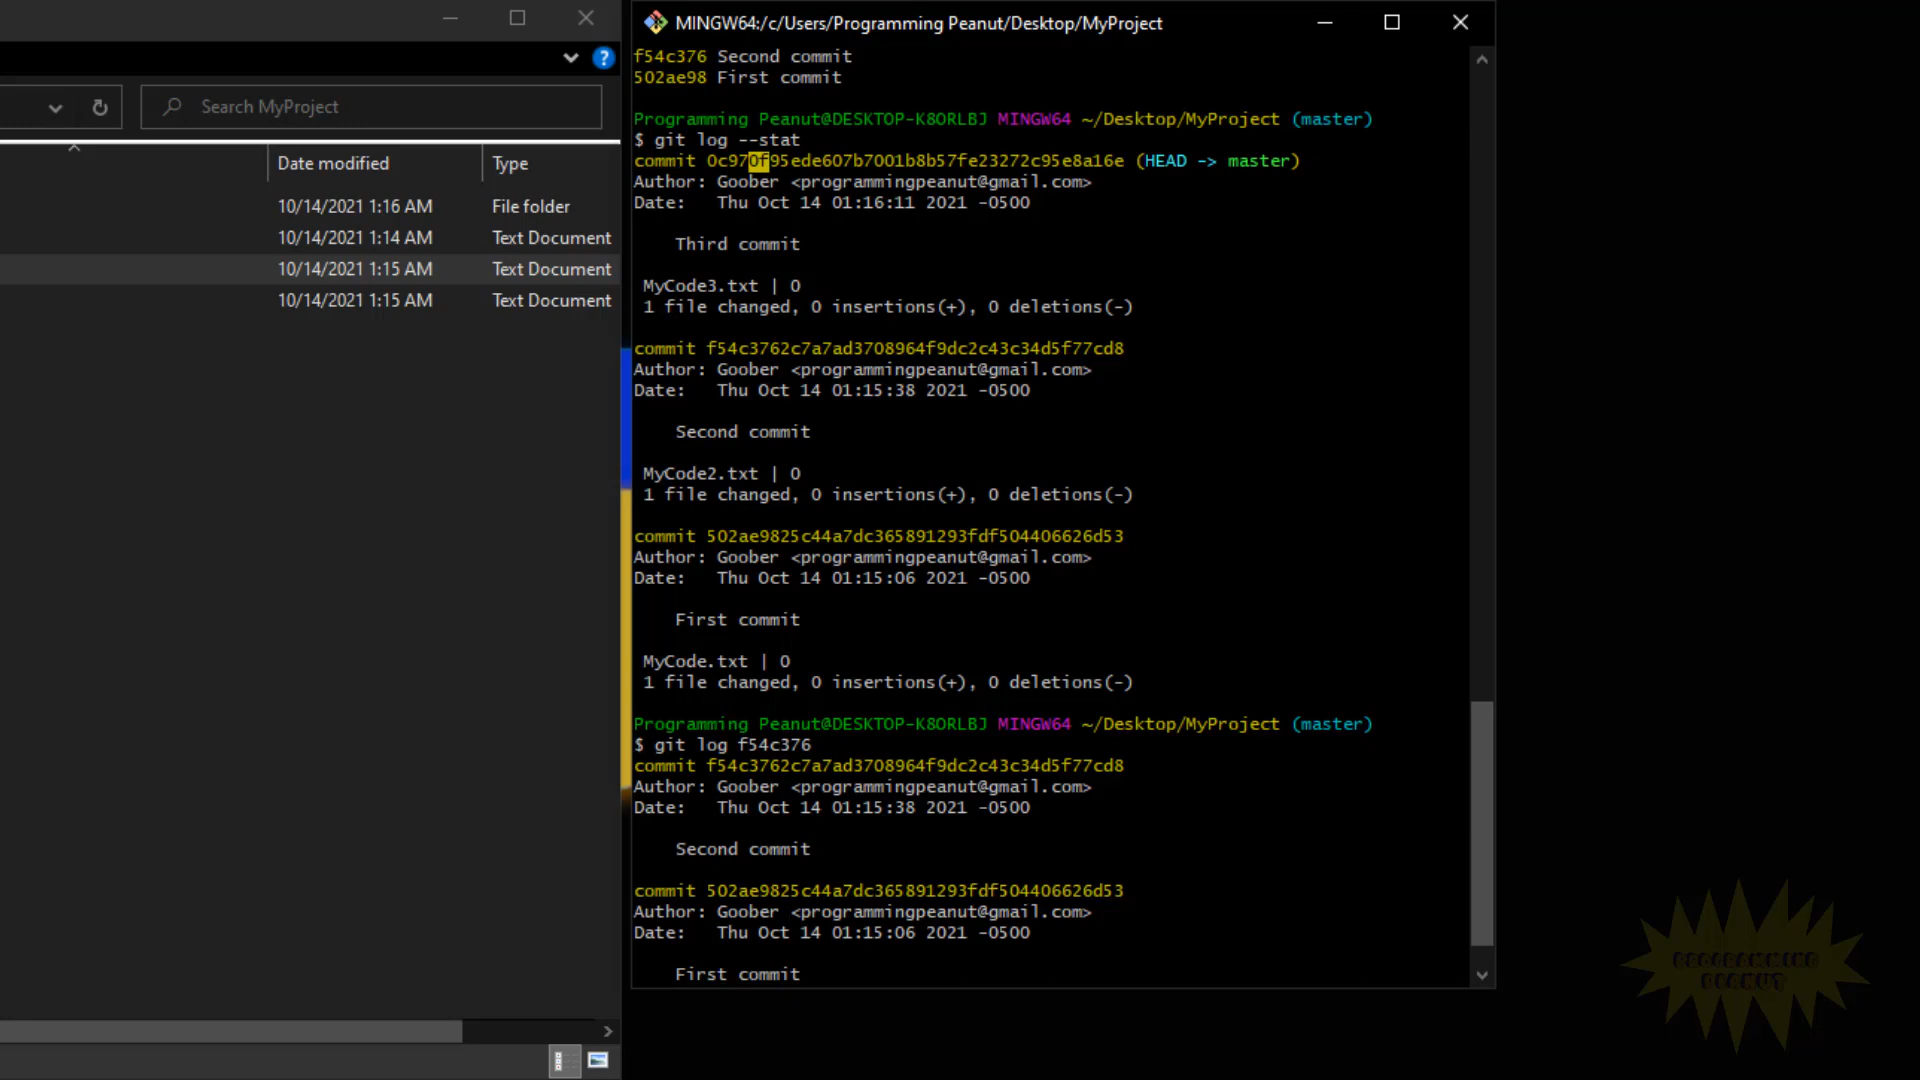 Search MyProject
Date modified
Type
10/14/2021 1:16 AM File folder
10/14/2021 1:14 AM Text Document
10/14/2021 1:15 AM Text Document
10/14/2021 1:15 AM Text Document
MINGW64:/c/Users/Programming Peanut/Desktop/MyProject
f54c376 Second commit
502ae98 First commit
Programming Peanut@DESKTOP-K8ORLBJ MINGW64 ~/Desktop/MyProject (master)
$ git log --stat
commit 0c970f95ede607b7001b8b57fe23272c95e8a16e (HEAD -> master)
Author: Goober <programmingpeanut@gmail.com>
Date:   Thu Oct 14 01:16:11 2021 -0500
Third commit
MyCode3.txt | 0
1 file changed, 0 insertions(+), 0 deletions(-)
commit f54c3762c7a7ad3708964f9dc2c43c34d5f77cd8
Author: Goober <programmingpeanut@gmail.com>
Date:   Thu Oct 14 01:15:38 2021 -0500
Second commit
MyCode2.txt | 0
1 file changed, 0 insertions(+), 0 deletions(-)
commit 502ae9825c44a7dc365891293fdf504406626d53
Author: Goober <programmingpeanut@gmail.com>
Date:   Thu Oct 14 01:15:06 2021 -0500
First commit
MyCode.txt | 0
1 file changed, 0 insertions(+), 0 deletions(-)
Programming Peanut@DESKTOP-K8ORLBJ MINGW64 ~/Desktop/MyProject (master)
$ git log f54c376
commit f54c3762c7a7ad3708964f9dc2c43c34d5f77cd8
Author: Goober <programmingpeanut@gmail.com>
Date:   Thu Oct 14 01:15:38 2021 -0500
Second commit
commit 502ae9825c44a7dc365891293fdf504406626d53
Author: Goober <programmingpeanut@gmail.com>
Date:   Thu Oct 14 01:15:06 2021 -0500
First commit
PROGRAMMING
PEANUT